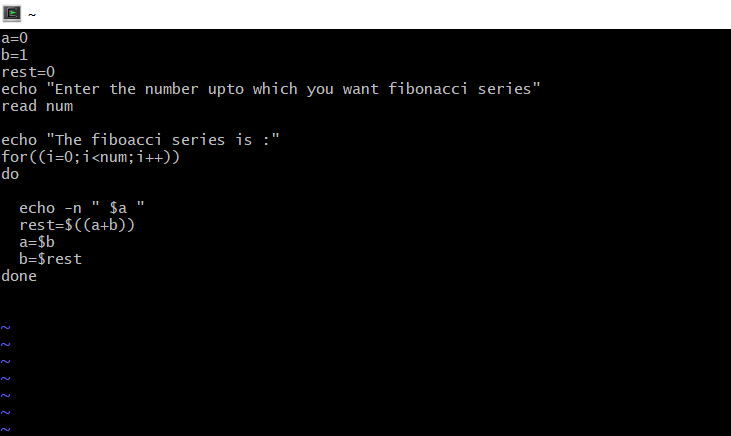 ~
a=0
b=1
rest=0
echo "Enter the number upto which you want fibonacci series"
read num
echo "The fiboacci series is :"
for((i=0;i<num;i++))
do
echo -n " $a "
rest=$((a+b))
a=$b
b=$rest
done
~
~
~
~
~
~
~